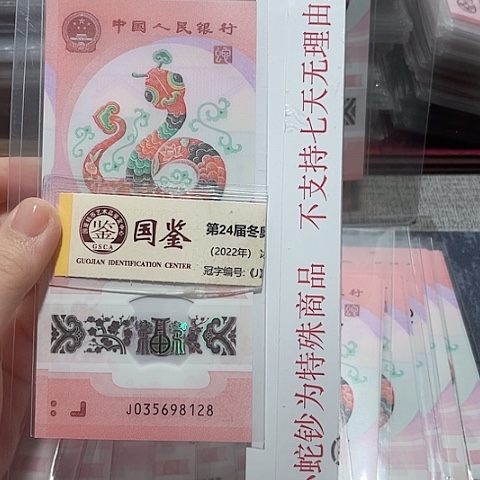 中国人民银行
国鉴
GSCA
GUOJIAN IDENTIFICATION CENTER
第24届冬
(2022年)
冠字编号:(J
J035698128
蛇钞为特殊商品 不支持七天无理由